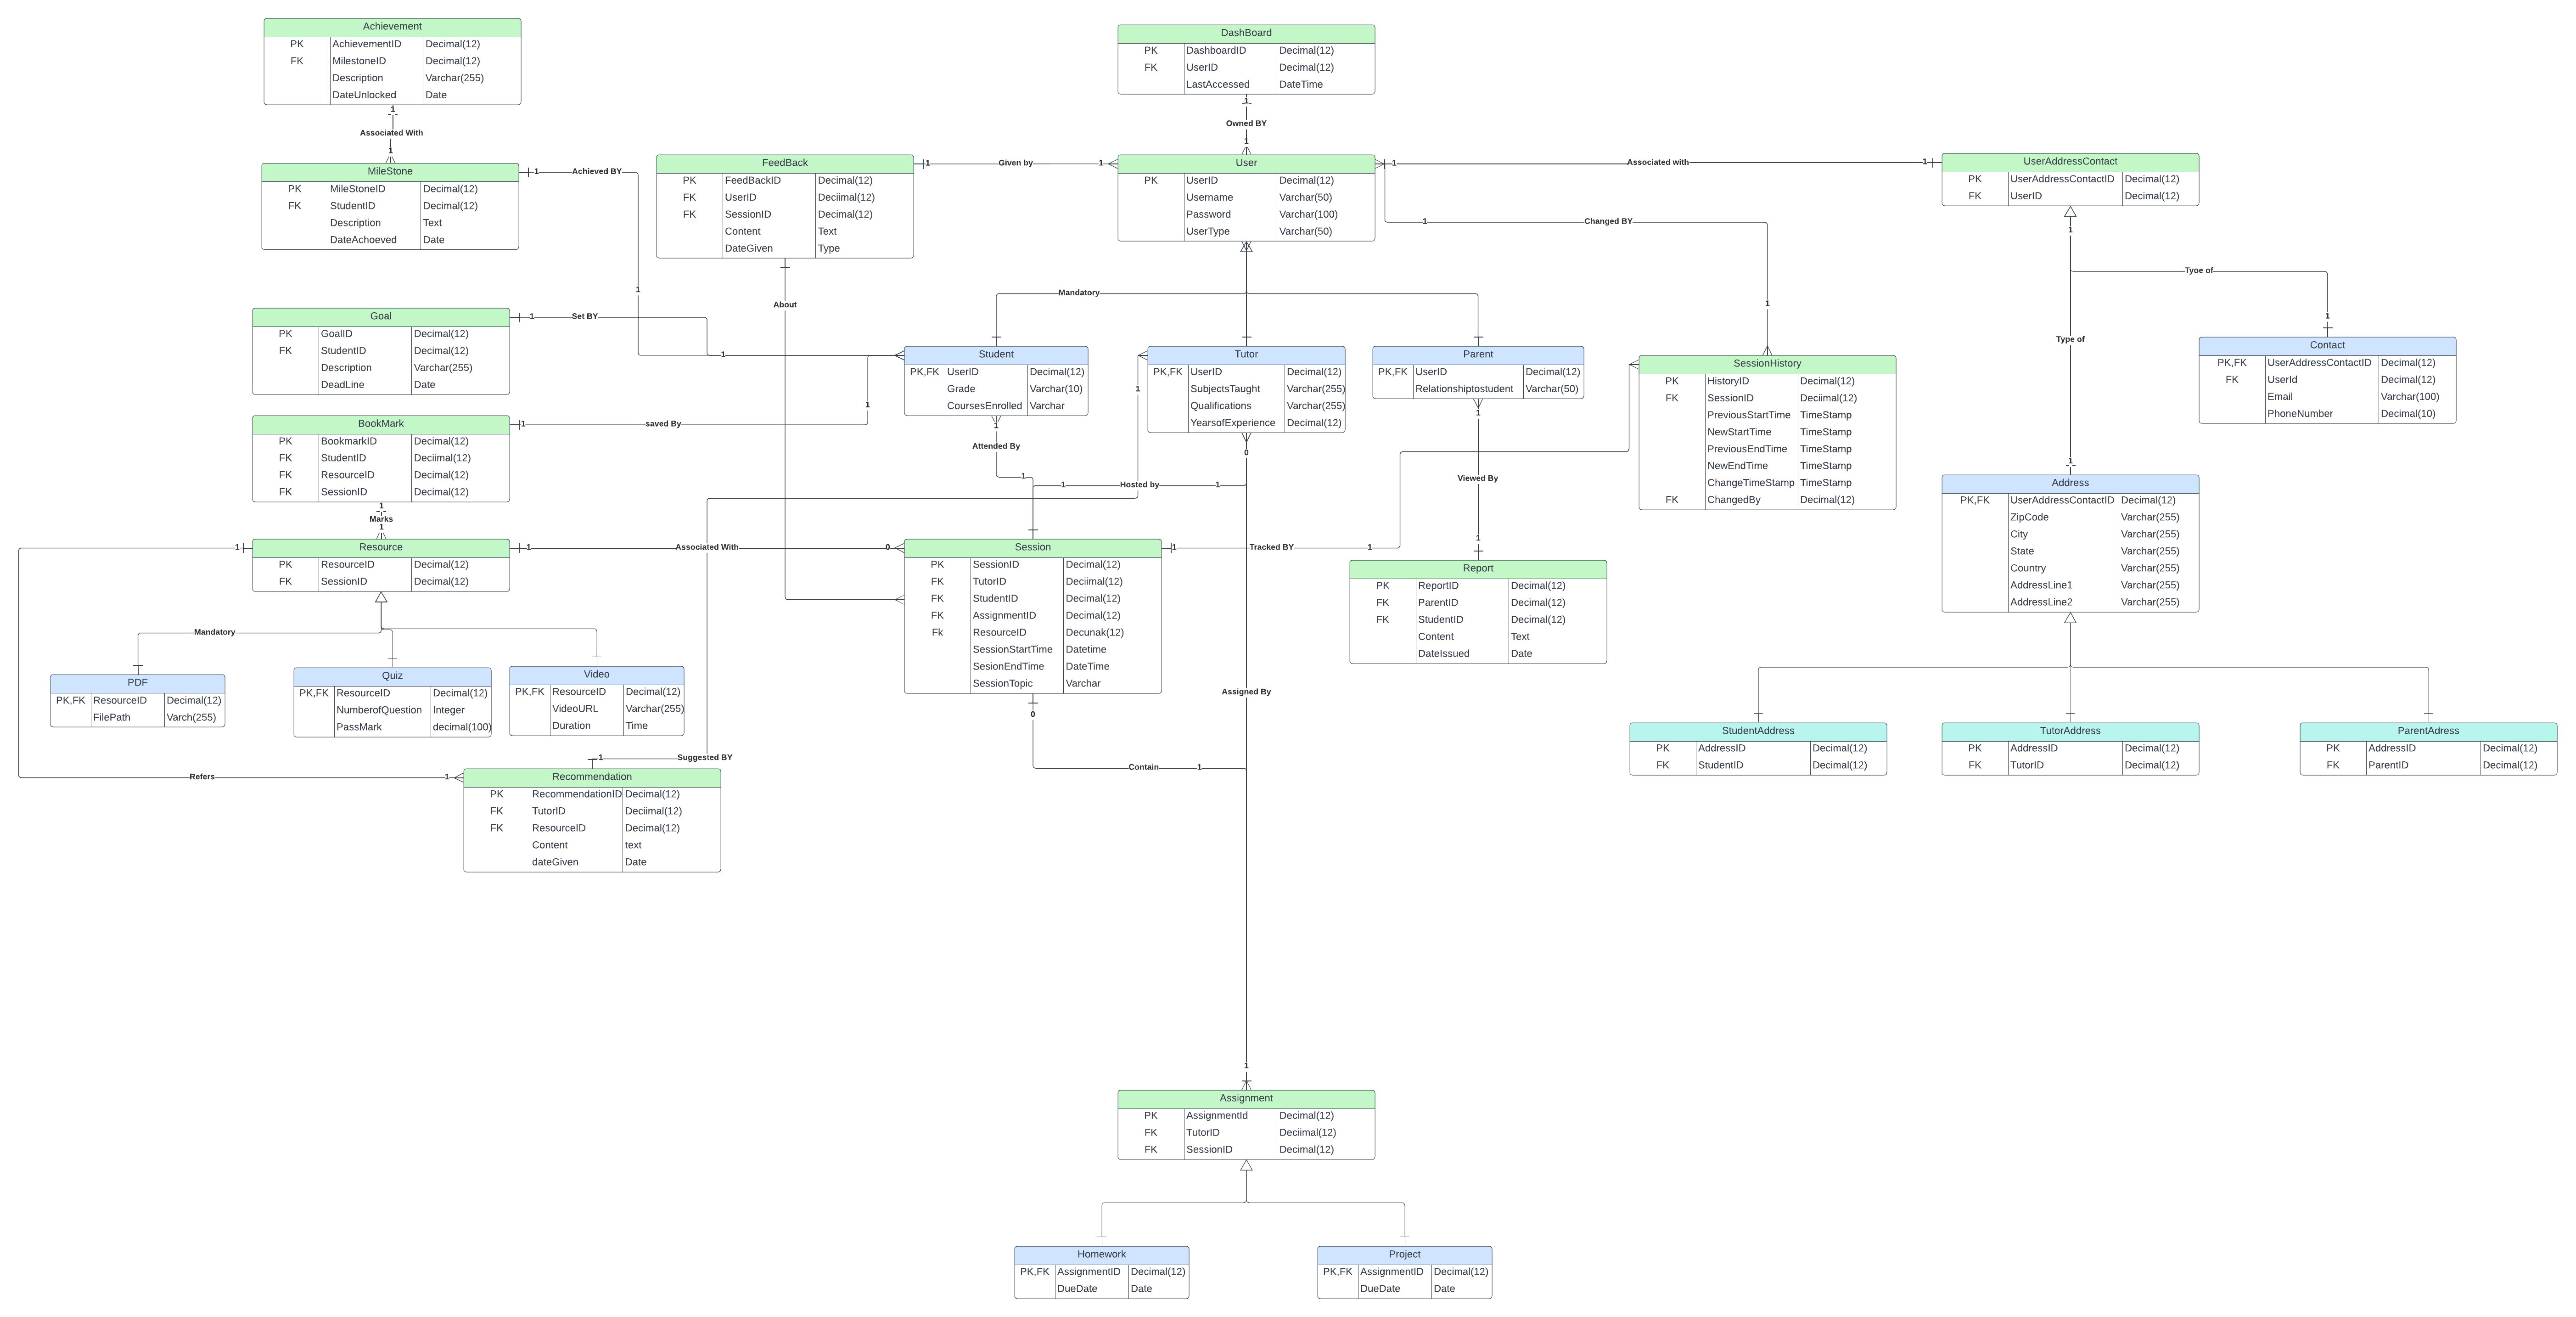 Achievement
PK AchievementID Decimal(12)
FK MilestoneID Decimal(12)
Description Varchar(255)
DateUnlocked Date
1
Associated With
1
DashBoard
PK DashboardID Decimal(12)
FK UserID Decimal(12)
LastAccessed DateTime
1
Owned BY
1
MileStone
PK MileStoneID Decimal(12)
FK StudentID Decimal(12)
Description Text
DateAchoeved Date
1 Achieved BY
1
FeedBack
PK FeedBackID Decimal(12)
FK UserID Deciimal(12)
FK SessionID Decimal(12)
Content Text
DateGiven Type
1 Given by 1
About
User
PK UserID Decimal(12)
Username Varchar(50)
Password Varchar(100)
UserType Varchar(50)
1 Associated with 1
1 Changed BY
1
UserAddressContact
PK UserAddressContactID Decimal(12)
FK UserID Decimal(12)
1
Tyoe of
1
Type of
1
Mandatory
Goal
PK GoalID Decimal(12)
FK StudentID Decimal(12)
Description Varchar(255)
DeadLine Date
1 Set BY
1
Student
PK,FK UserID Decimal(12)
Grade Varchar(10)
CoursesEnrolled Varchar
1
Attended By
1
Tutor
PK,FK UserID Decimal(12)
SubjectsTaught Varchar(255)
Qualifications Varchar(255)
YearsofExperience Decimal(12)
1
0
1 Hosted by 1
Parent
PK,FK UserID Decimal(12)
Relationshiptostudent Varchar(50)
1
Viewed By
1
SessionHistory
PK HistoryID Decimal(12)
FK SessionID Deciimal(12)
PreviousStartTime TimeStamp
NewStartTime TimeStamp
PreviousEndTime TimeStamp
NewEndTime TimeStamp
ChangeTimeStamp TimeStamp
FK ChangedBy Decimal(12)
Contact
PK,FK UserAddressContactID Decimal(12)
FK UserId Decimal(12)
Email Varchar(100)
PhoneNumber Decimal(10)
BookMark
PK BookmarkID Decimal(12)
FK StudentID Deciimal(12)
FK ResourceID Decimal(12)
FK SessionID Decimal(12)
1 saved By
1
1
Marks
1
Address
PK,FK UserAddressContactID Decimal(12)
ZipCode Varchar(255)
City Varchar(255)
State Varchar(255)
Country Varchar(255)
AddressLine1 Varchar(255)
AddressLine2 Varchar(255)
Resource
PK ResourceID Decimal(12)
FK SessionID Decimal(12)
1
1 Associated With 0
Session
PK SessionID Decimal(12)
FK TutorID Deciimal(12)
FK StudentID Decimal(12)
FK AssignmentID Decimal(12)
Fk ResourceID Decunak(12)
SessionStartTime Datetime
SesionEndTime DateTime
SessionTopic Varchar
1 Tracked BY 1
0
Contain 1
Report
PK ReportID Decimal(12)
FK ParentID Decimal(12)
FK StudentID Decimal(12)
Content Text
DateIssued Date
Mandatory
PDF
PK,FK ResourceID Decimal(12)
FilePath Varch(255)
Quiz
PK,FK ResourceID Decimal(12)
NumberofQuestion Integer
PassMark decimal(100)
Video
PK,FK ResourceID Decimal(12)
VideoURL Varchar(255)
Duration Time
Assigned By
1
StudentAddress
PK AddressID Decimal(12)
FK StudentID Decimal(12)
TutorAddress
PK AddressID Decimal(12)
FK TutorID Decimal(12)
ParentAdress
PK AddressID Decimal(12)
FK ParentID Decimal(12)
1 Suggested BY
Refers 1
Recommendation
PK RecommendationID Decimal(12)
FK TutorID Deciimal(12)
FK ResourceID Decimal(12)
Content text
dateGiven Date
Assignment
PK AssignmentId Decimal(12)
FK TutorID Deciimal(12)
FK SessionID Decimal(12)
Homework
PK,FK AssignmentID Decimal(12)
DueDate Date
Project
PK,FK AssignmentID Decimal(12)
DueDate Date